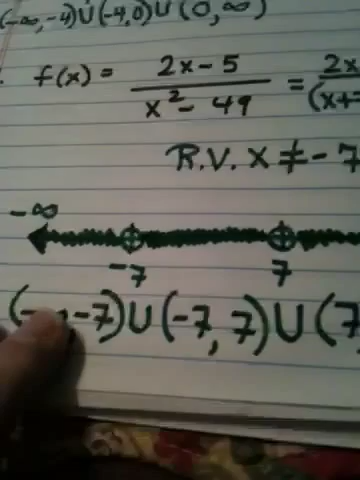 (-∞, -4) U (-4, 0) U (0, ∞)
f(x) = 2x - 5 / x² - 49 = 2x / (x+
R.V. x ≠ -7
-∞
-7 7
( -7) U (-7, 7) U (7,